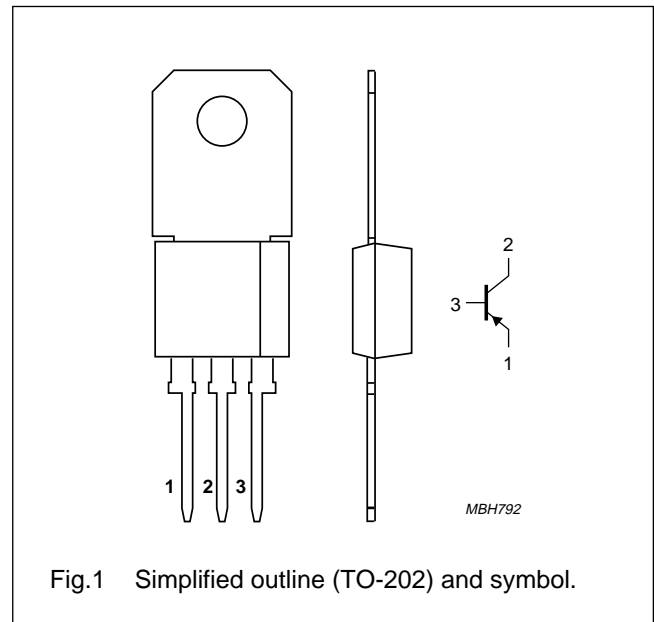 2
3
1
1 2 3
MBH792
Fig.1 Simplified outline (TO-202) and symbol.